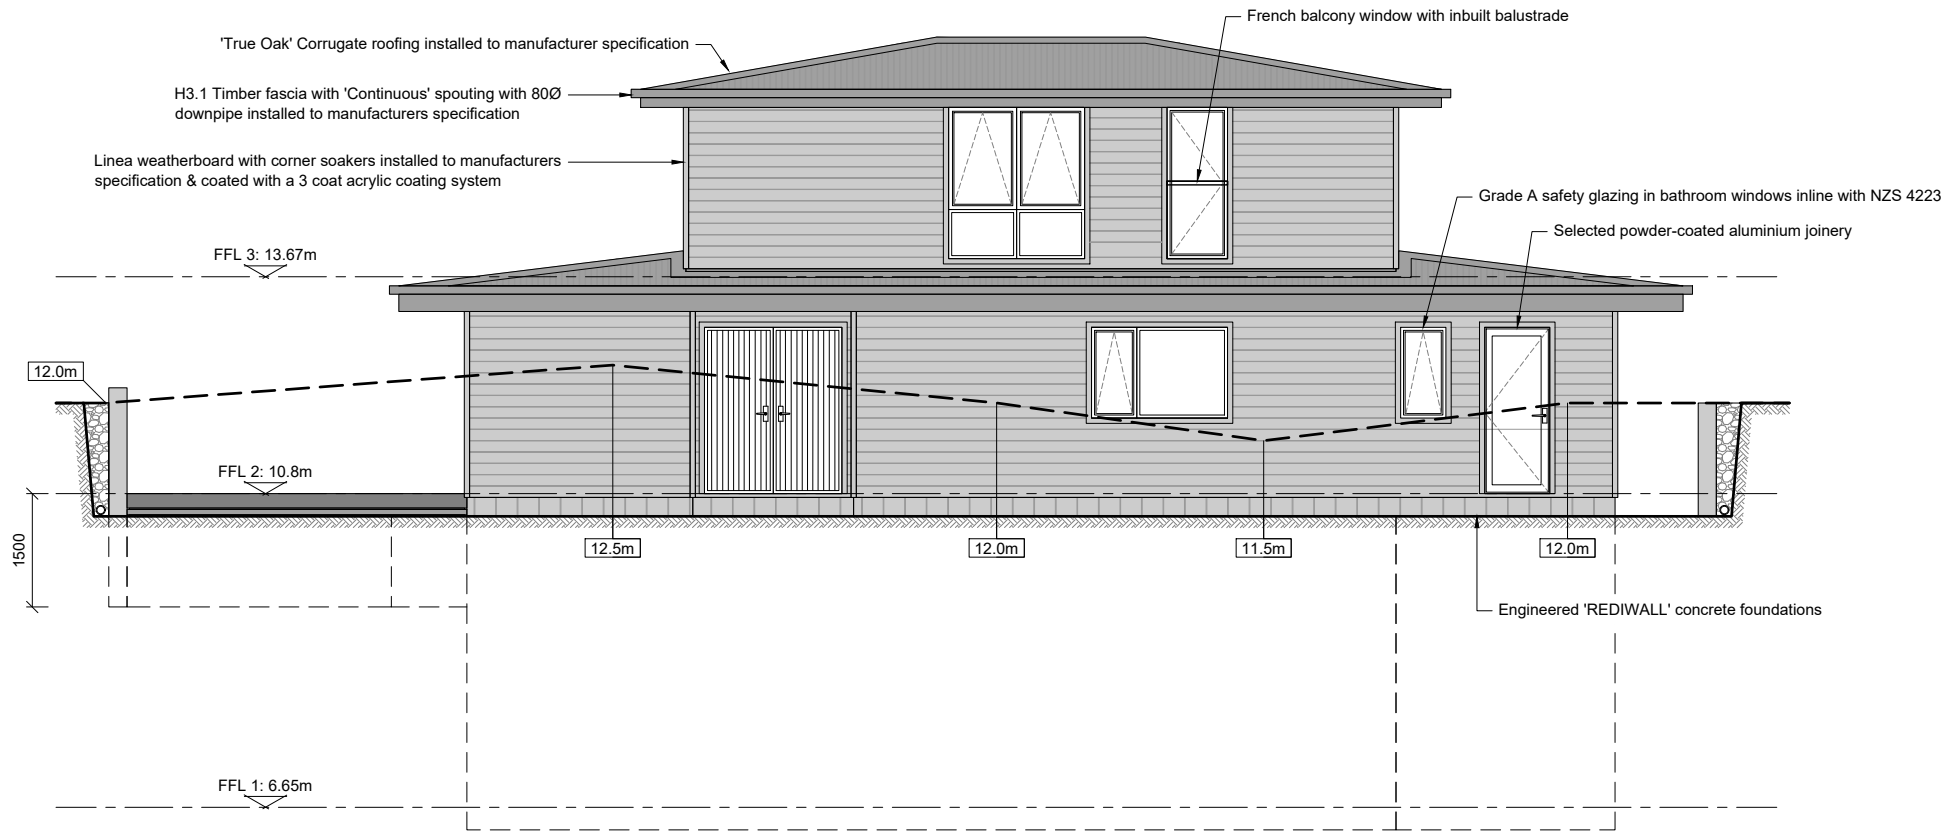 French balcony window with inbuilt balustrade
'True Oak' Corrugate roofing installed to manufacturer specification
H3.1 Timber fascia with 'Continuous' spouting with 80Ø
downpipe installed to manufacturers specification
Linea weatherboard with corner soakers installed to manufacturers
specification & coated with a 3 coat acrylic coating system
Grade A safety glazing in bathroom windows inline with NZS 4223
Selected powder-coated aluminium joinery
FFL 3: 13.67m
12.0m
FFL 2: 10.8m
1500
12.5m
12.0m
11.5m
12.0m
Engineered 'REDIWALL' concrete foundations
FFL 1: 6.65m